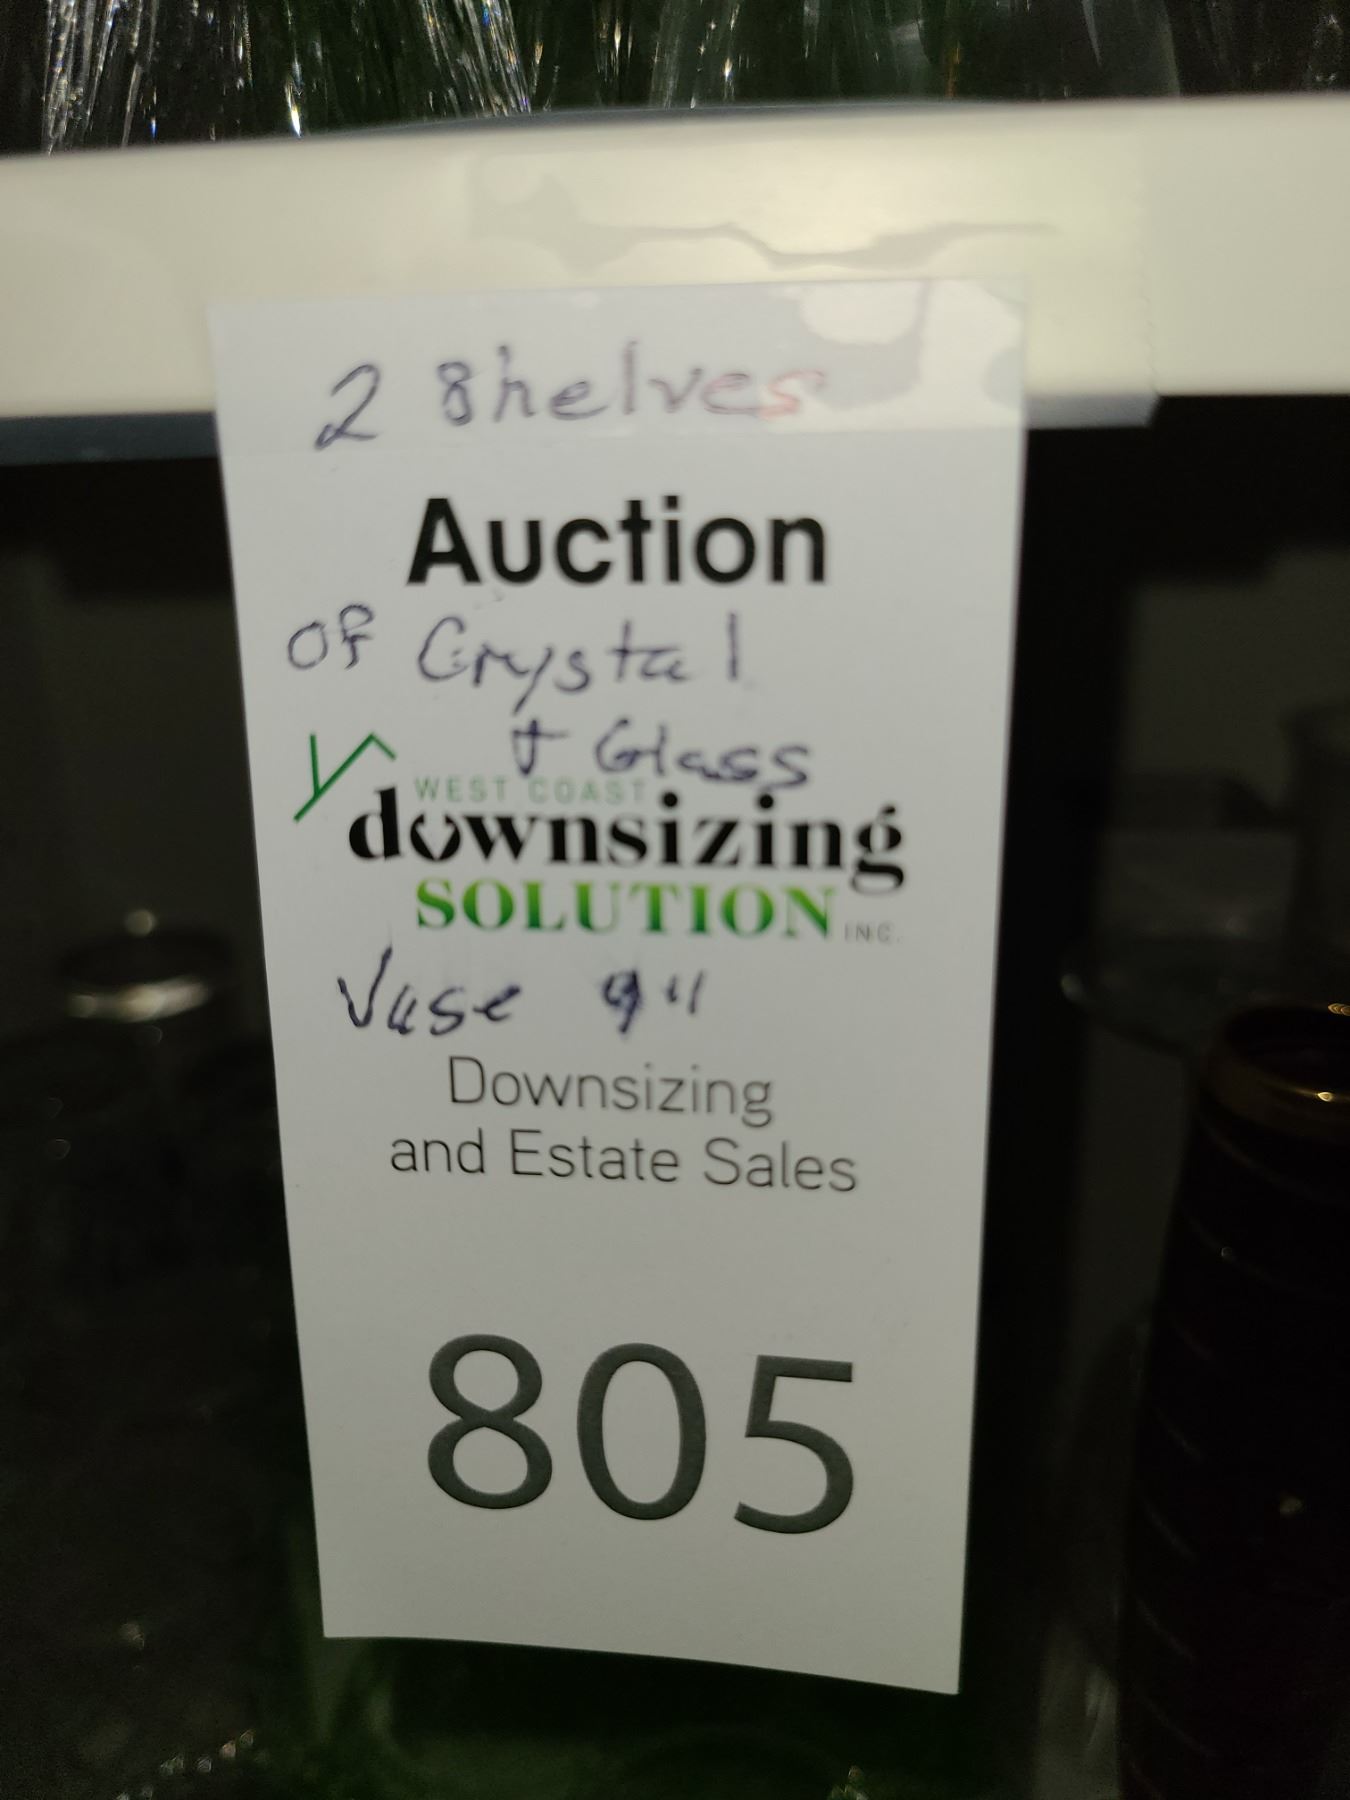 2 Shelves
Auction
OF Crystal
+ Glass
WEST COAST
downsizing
SOLUTION INC.
Vase 9"
Downsizing
and Estate Sales
805